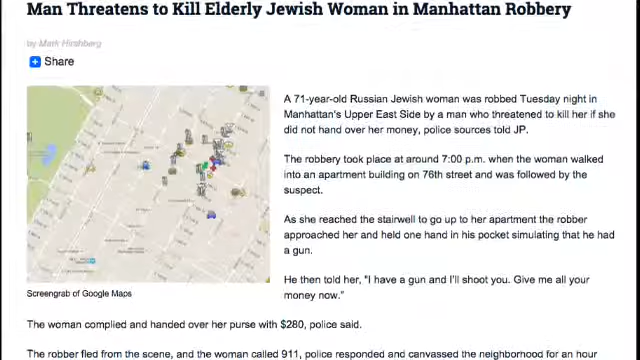 Man Threatens to Kill Elderly Jewish Woman in Manhattan Robbery
by Mark Hirshberg
Share
A 71-year-old Russian Jewish woman was robbed Tuesday night in
Manhattan's Upper East Side by a man who threatened to kill her if she
did not hand over her money, police sources told JP.
The robbery took place at around 7:00 p.m. when the woman walked
into an apartment building on 76th street and was followed by the
suspect.
As she reached the stairwell to go up to her apartment the robber
approached her and held one hand in his pocket simulating that he had
a gun.
He then told her, "I have a gun and I'll shoot you. Give me all your
money now."
Screengrab of Google Maps
The woman complied and handed over her purse with $280, police said.
The robber fled from the scene, and the woman called 911, police responded and canvassed the neighborhood for an hour